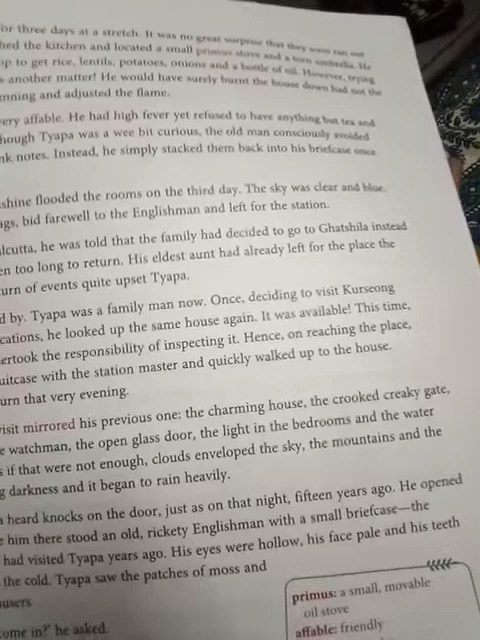 or three days at a stretch. It was no great surprise that they soon ran out
hed the kitchen and located a small primus stove and a torn umbrella. He
op to get rice, lentils, potatoes, onions and a bottle of oil. However, trying
s another matter! He would have surely burnt the house down had not the
mning and adjusted the flame.
very affable. He had high fever yet refused to have anything but tea and
hough Tyapa was a wee bit curious, the old man consciously avoided
nk notes. Instead, he simply stacked them back into his briefcase once
shine flooded the rooms on the third day. The sky was clear and blue.
ags, bid farewell to the Englishman and left for the station.
alcutta, he was told that the family had decided to go to Ghatshila instead
en too long to return. His eldest aunt had already left for the place the
urn of events quite upset Tyapa.
d by. Tyapa was a family man now. Once, deciding to visit Kurseong
cations, he looked up the same house again. It was available! This time,
ertook the responsibility of inspecting it. Hence, on reaching the place,
uitcase with the station master and quickly walked up to the house.
urn that very evening.
visit mirrored his previous one: the charming house, the crooked creaky gate,
e watchman, the open glass door, the light in the bedrooms and the water
s if that were not enough, clouds enveloped the sky, the mountains and the
g darkness and it began to rain heavily.
a heard knocks on the door, just as on that night, fifteen years ago. He opened
e him there stood an old, rickety Englishman with a small briefcase—the
had visited Tyapa years ago. His eyes were hollow, his face pale and his teeth
the cold. Tyapa saw the patches of moss and
ousers
ome in?' he asked.
primus: a small, movable
oil stove
affable: friendly